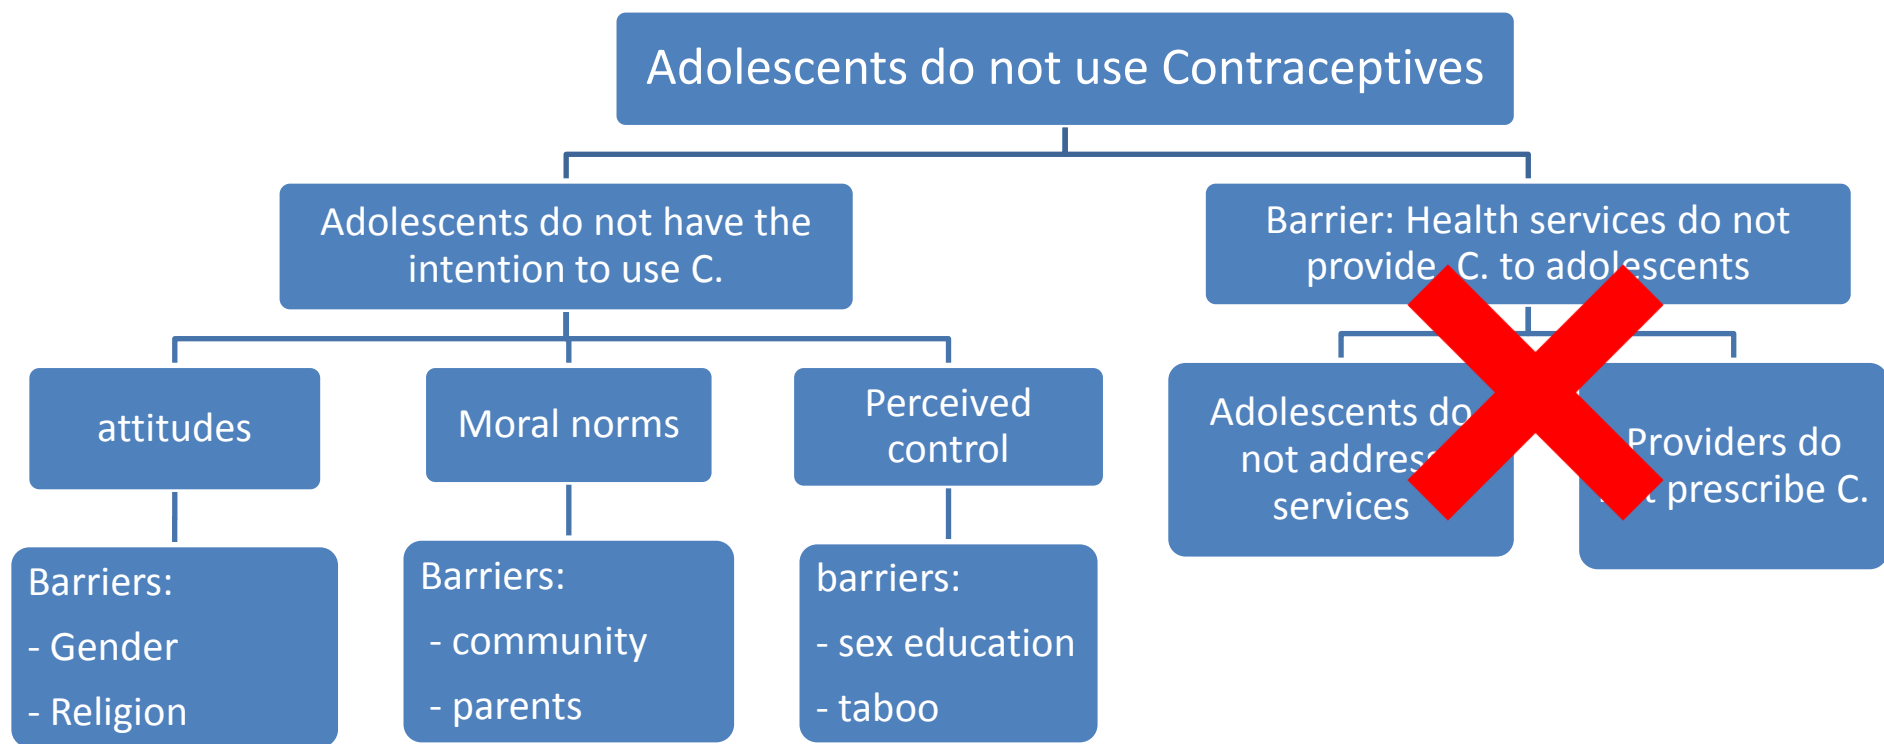 Adolescents do not use Contraceptives
Adolescents do not have the
intention to use C.
Barrier: Health services do not
provide C. to adolescents
attitudes
Moral norms
Perceived
control
Adolescents do
not address
services
Providers do
prescribe C.
Barriers:
- Gender
- Religion
Barriers:
- community
- parents
barriers:
- sex education
- taboo